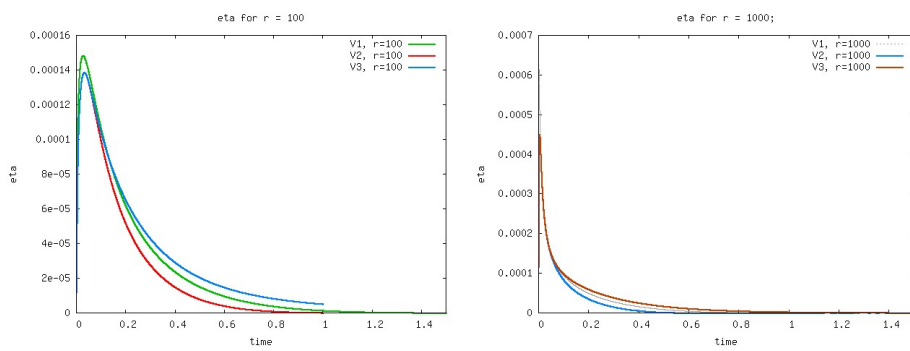 eta for r = 100
0.00016
0.00014
0.00012
0.0001
8e-05
6e-05
4e-05
2e-05
0
eta
V1, r=100
V2, r=100
V3, r=100
0 0.2 0.4 0.6 0.8 1 1.2 1.4
time
eta for r = 1000;
0.0007
0.0006
0.0005
0.0004
0.0003
0.0002
0.0001
0
eta
V1, r=1000
V2, r=1000
V3, r=1000
0 0.2 0.4 0.6 0.8 1 1.2 1.4
time